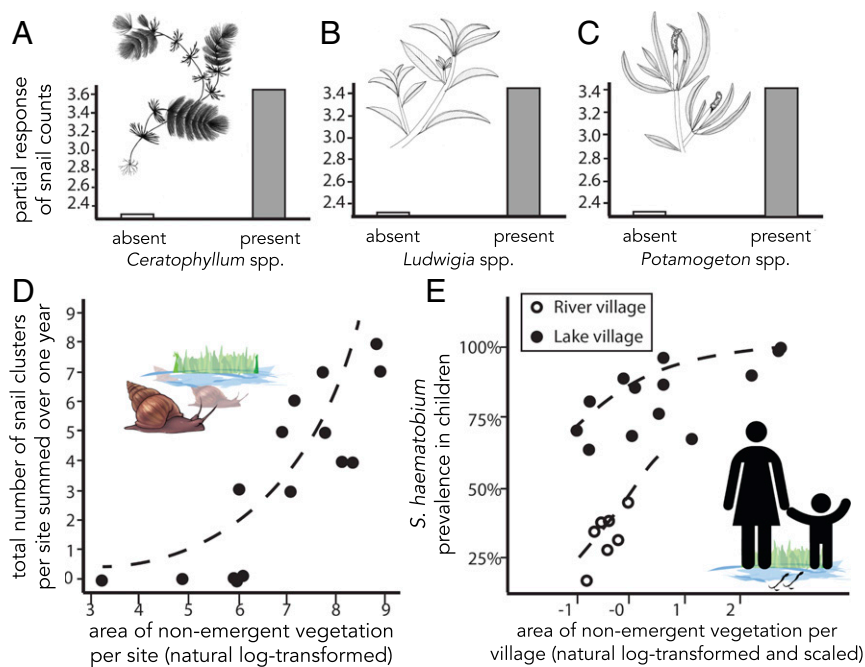 A
B
C
partial response
of snail counts
3.6
3.4
3.2
3.0
2.8
2.6
2.4
absent
present
Ceratophyllum spp.
3.4
3.2
3.0
2.8
2.6
2.4
absent
present
Ludwigia spp.
3.4
3.2
3.0
2.8
2.6
2.4
absent
present
Potamogeton spp.
D
total number of snail clusters
per site summed over one year
9
8
7
6
5
4
3
2
1
0
3
4
5
6
7
8
9
area of non-emergent vegetation
per site (natural log-transformed)
E
River village
Lake village
S. haematobium
prevalence in children
100%
75%
50%
25%
-1
-0
1
2
area of non-emergent vegetation per
village (natural log-transformed and scaled)